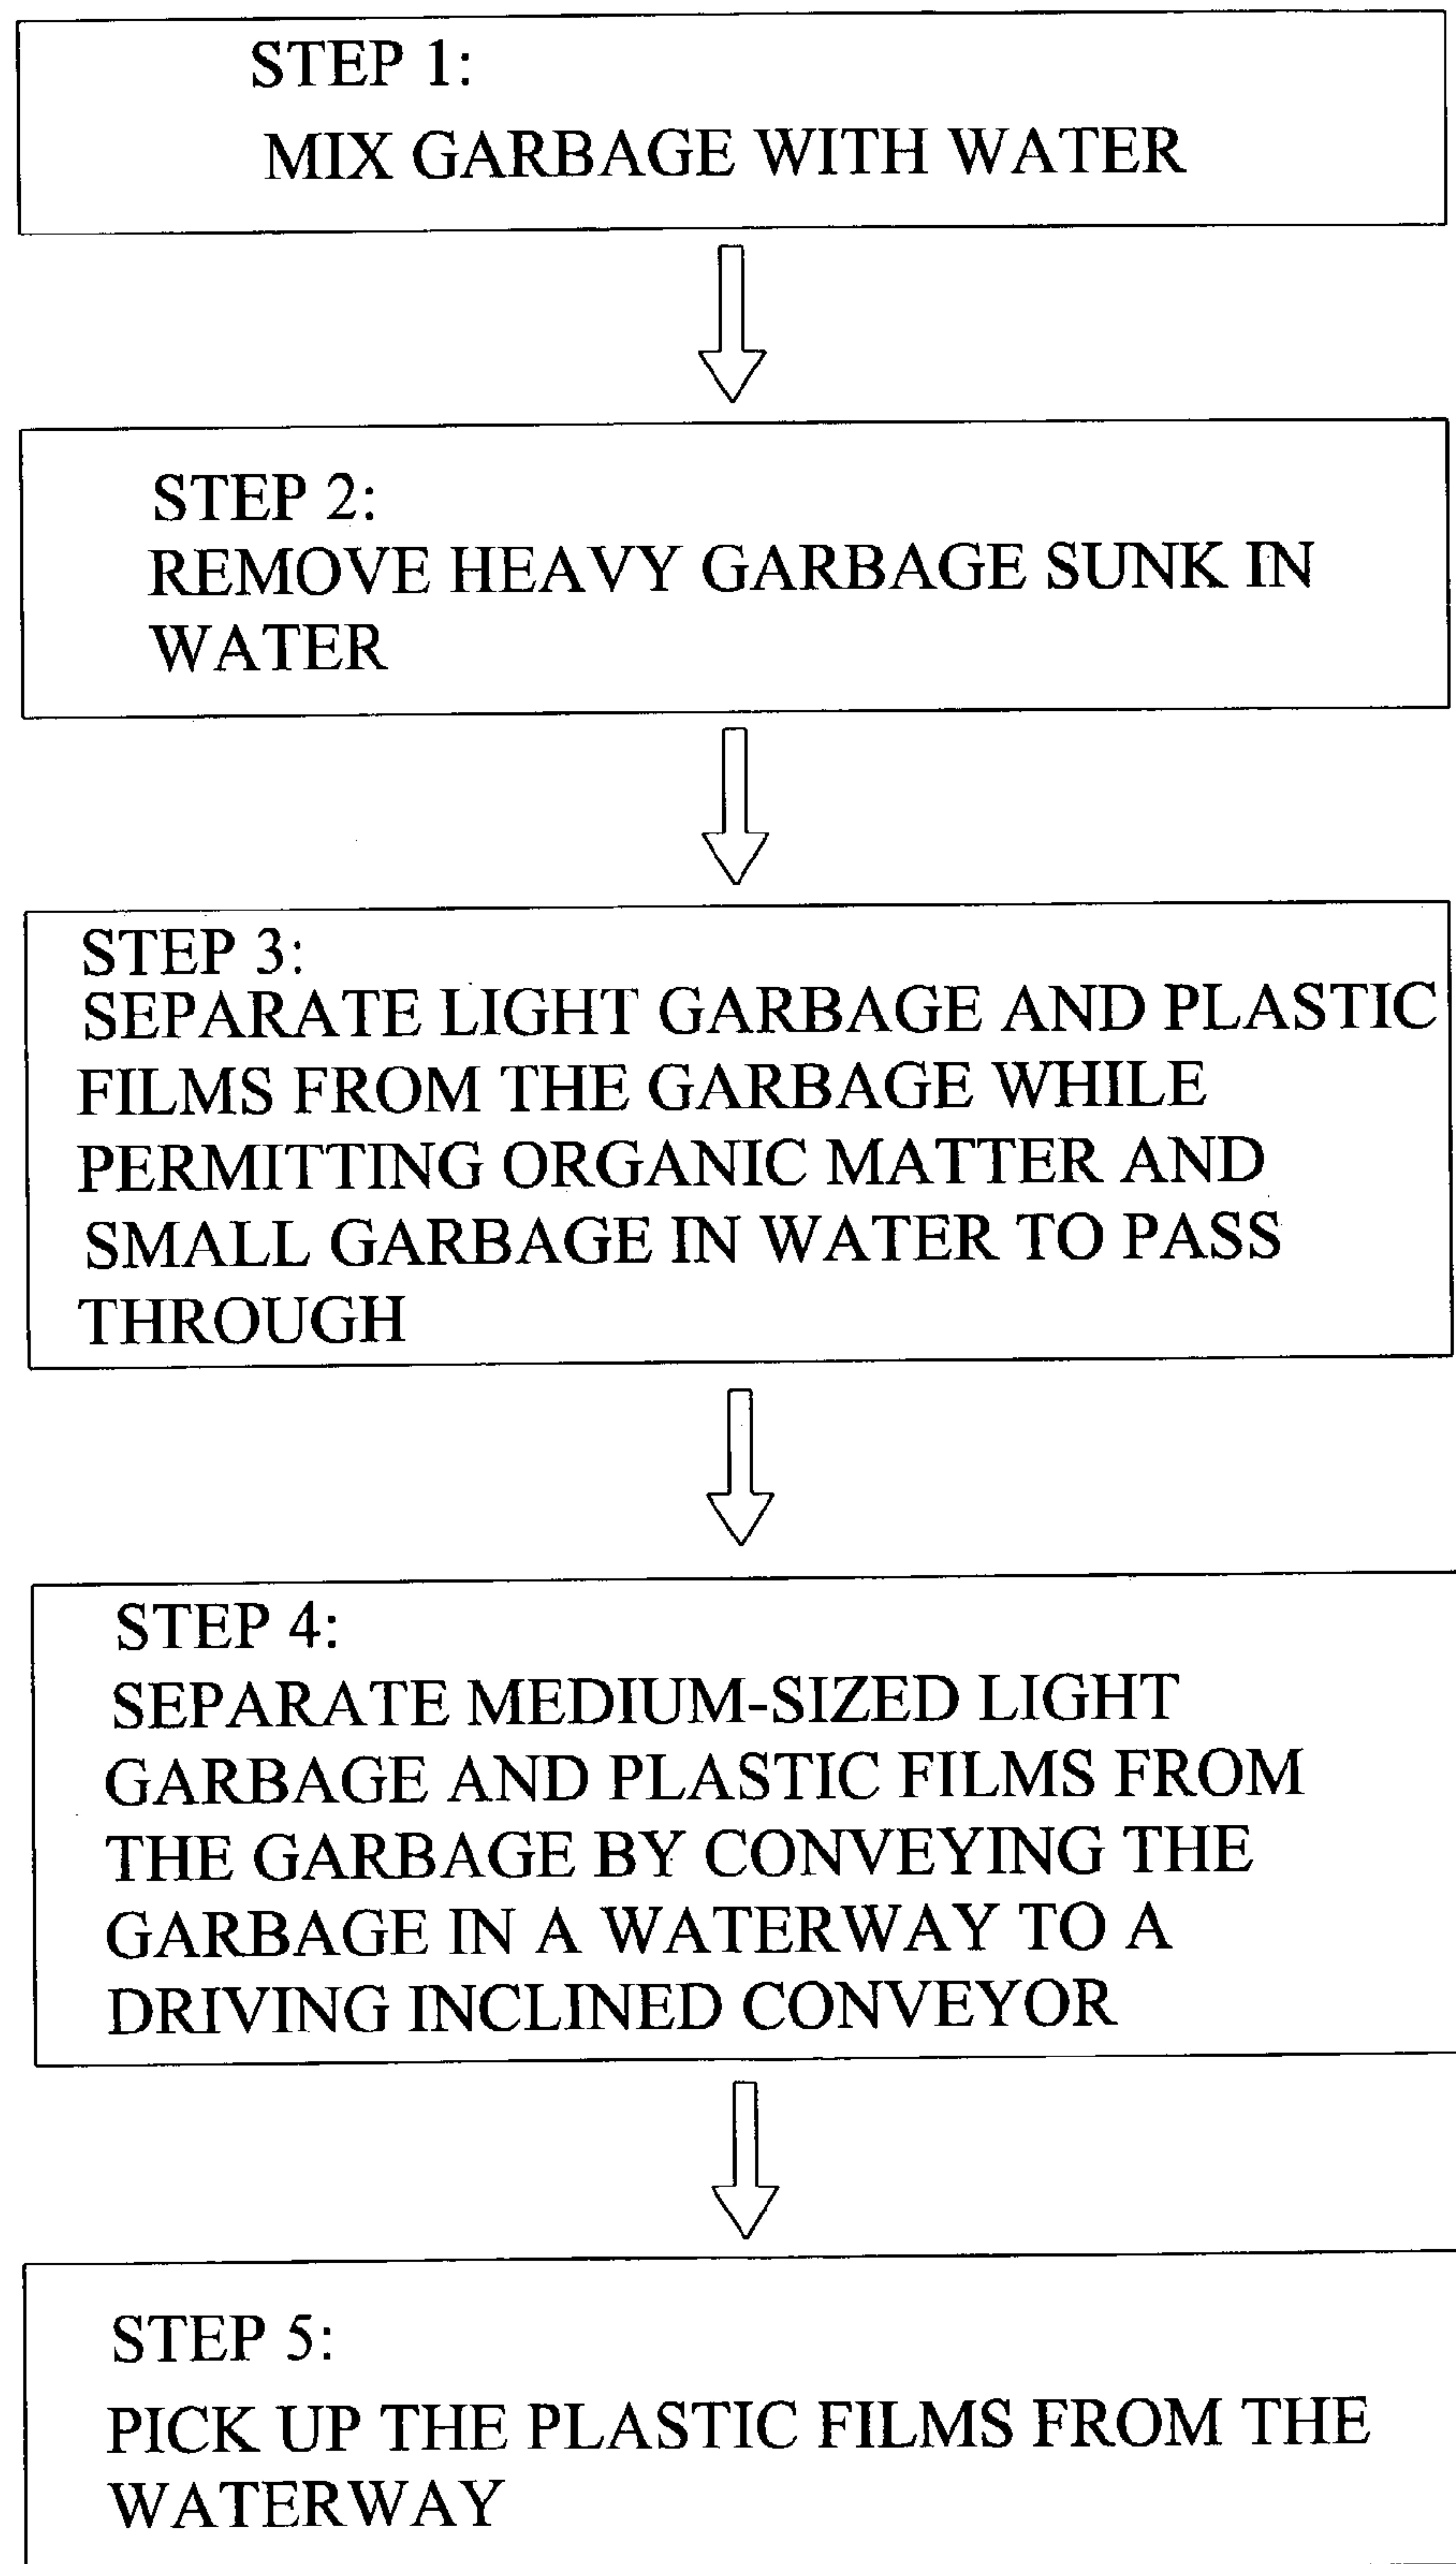 STEP 1:
MIX GARBAGE WITH WATER
STEP 2:
REMOVE HEAVY GARBAGE SUNK IN
WATER
STEP 3:
SEPARATE LIGHT GARBAGE AND PLASTIC
FILMS FROM THE GARBAGE WHILE
PERMITTING ORGANIC MATTER AND
SMALL GARBAGE IN WATER TO PASS
THROUGH
STEP 4:
SEPARATE MEDIUM-SIZED LIGHT
GARBAGE AND PLASTIC FILMS FROM
THE GARBAGE BY CONVEYING THE
GARBAGE IN A WATERWAY TO A
DRIVING INCLINED CONVEYOR
STEP 5:
PICK UP THE PLASTIC FILMS FROM THE
WATERWAY